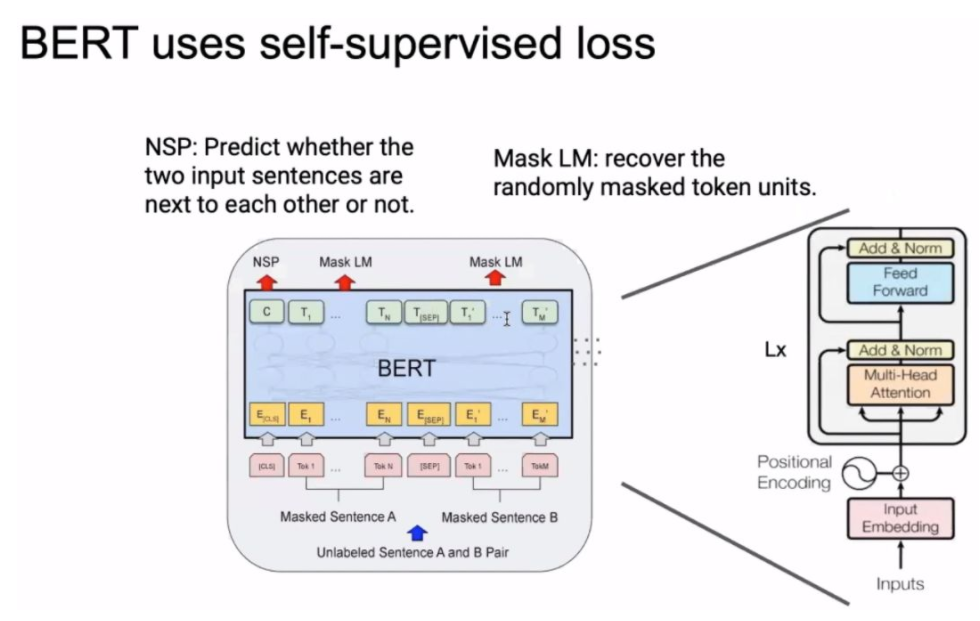 BERT uses self-supervised loss
NSP: Predict whether the
two input sentences are
next to each other or not.
Mask LM: recover the
randomly masked token units.
NSP Mask LM Mask LM
C T1 ... TN T[SEP] T1' ... TM'
BERT
E[CLS] E1 ... EN E[SEP] E1' ... EM'
[CLS] Tok 1 ... Tok N [SEP] Tok 1 ... TokM
Masked Sentence A Masked Sentence B
Unlabeled Sentence A and B Pair
Add & Norm
Feed
Forward
Lx
Add & Norm
Multi-Head
Attention
Positional
Encoding
Input
Embedding
Inputs